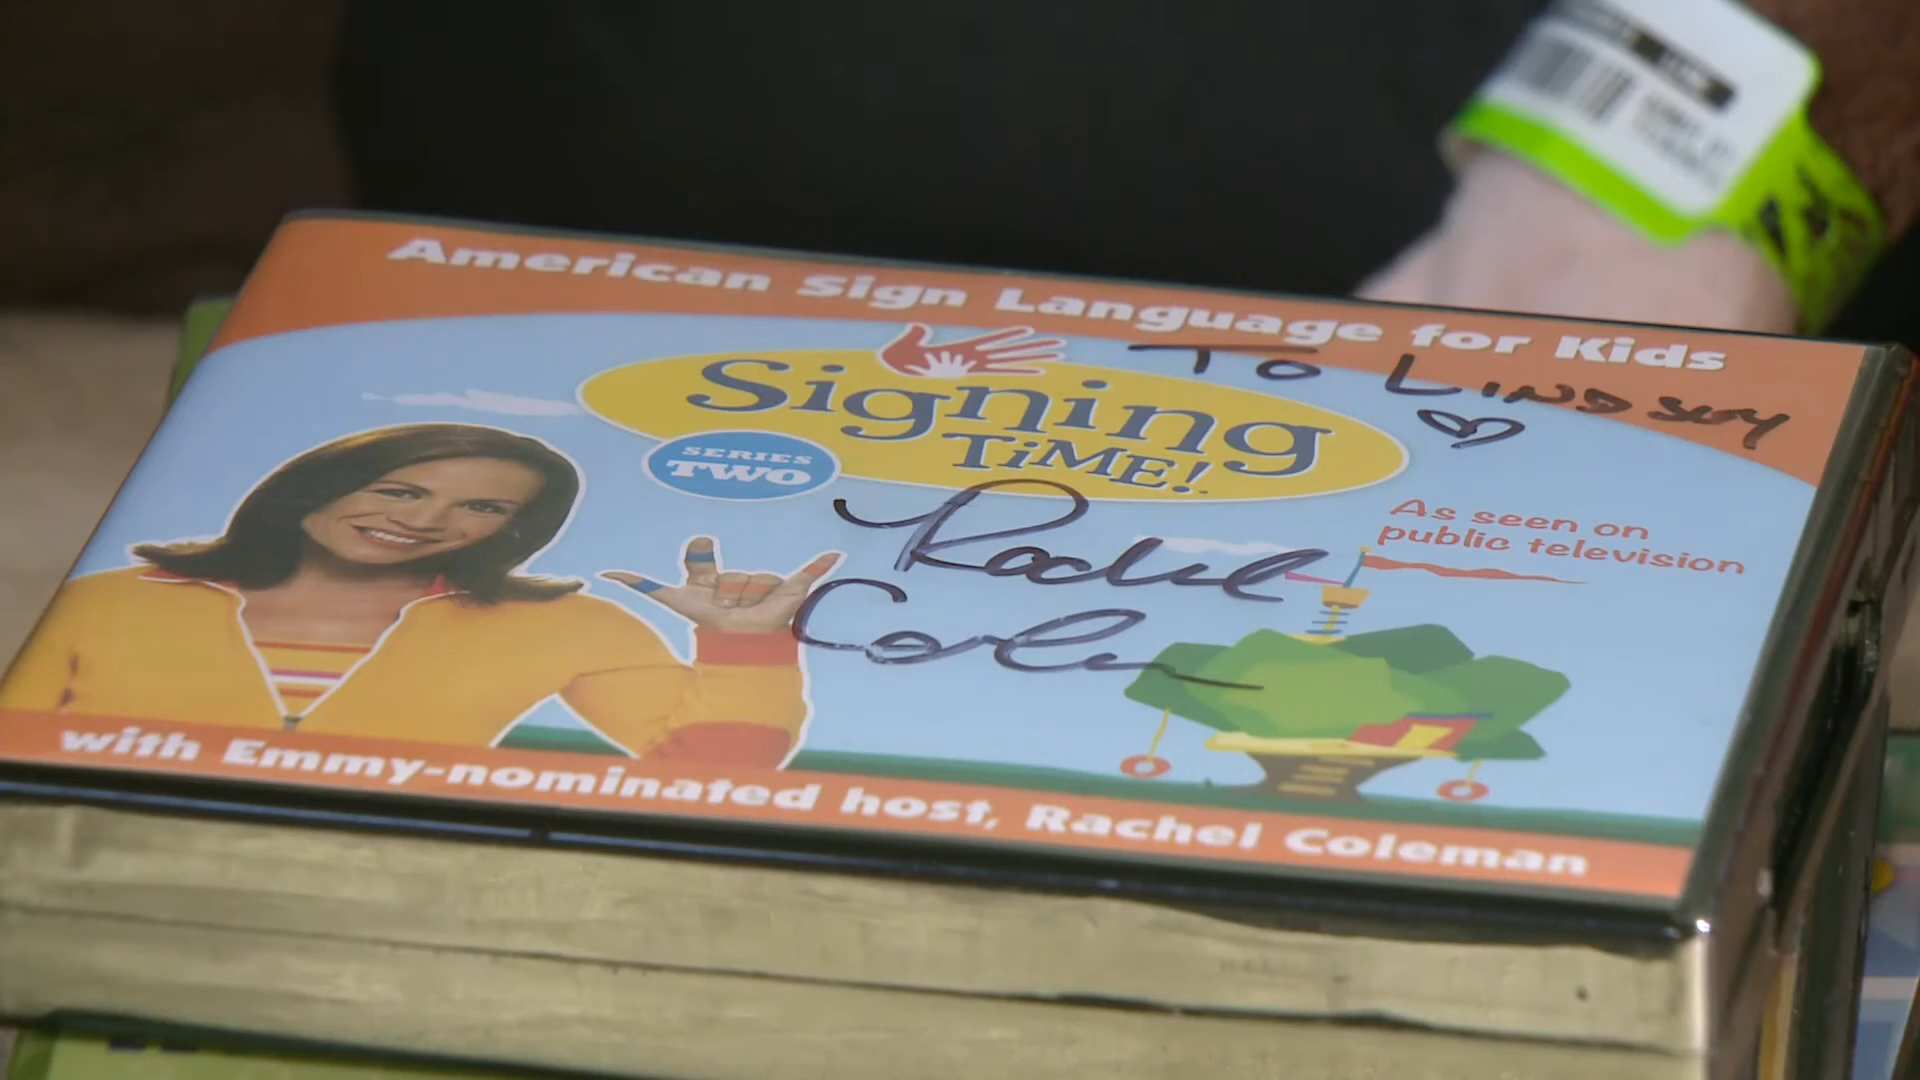 American Sign Language for Kids
Signing
TiME!
TO LINDSAY
SERIES
TWO
As seen on
public television
Rachel
Coleman
with Emmy-nominated host, Rachel Coleman